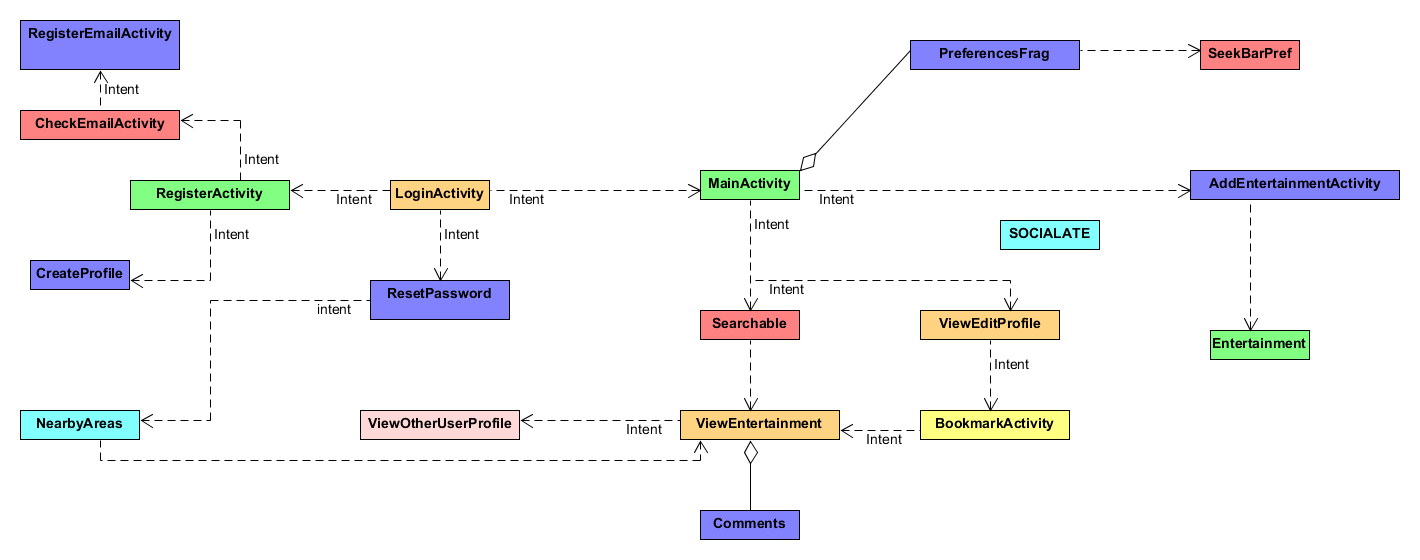 RegisterEmailActivity
PreferencesFrag
SeekBarPref
Intent
CheckEmailActivity
Intent
RegisterActivity
Intent
LoginActivity
Intent
MainActivity
Intent
AddEntertainmentActivity
Intent
Intent
Intent
SOCIALATE
CreateProfile
ResetPassword
intent
Intent
Searchable
ViewEditProfile
Entertainment
Intent
NearbyAreas
ViewOtherUserProfile
Intent
ViewEntertainment
Intent
BookmarkActivity
Comments